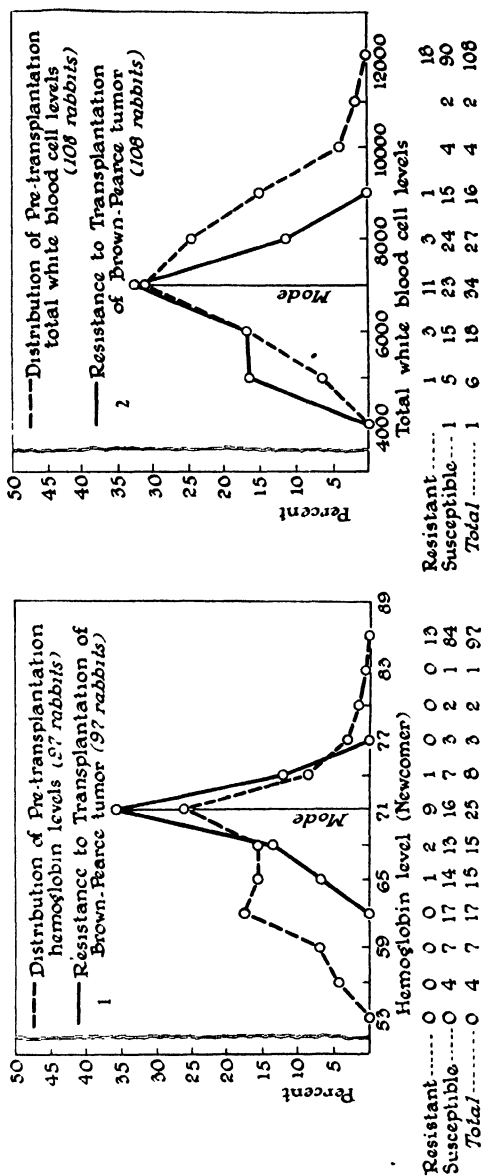 50
45
40
35
30
25
20
15
10
5
Percent
Distribution of Pre-transplantation
hemoglobin levels (97 rabbits)
Resistance to Transplantation of
Brown-Pearce tumor (97 rabbits)
1
Mode
53 59 65 71 77 83 89
Hemoglobin level (Newcomer)
Resistant------0 0 0 0 1 2 9 1 0 0 0 13
Susceptible----0 4 7 17 14 13 16 7 3 2 1 84
Total--------0 4 7 17 15 15 25 8 3 2 1 97
50
45
40
35
30
25
20
15
10
5
Percent
Distribution of Pre-transplantation
total white blood cell levels
(108 rabbits)
Resistance to Transplantation
of Brown-Pearce tumor
(108 rabbits)
2
Mode
4000 6000 8000 10000 12000
Total white blood cell levels
Resistant------ 1 3 11 3 1 18
Susceptible---1 5 15 23 24 15 4 2 90
Total--------1 6 18 34 27 16 4 2 108